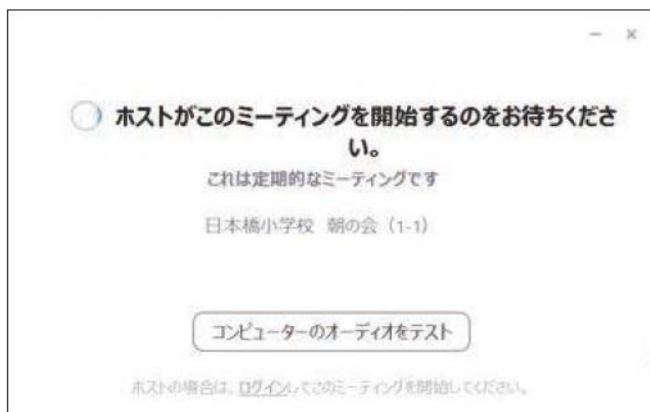 ホストがこのミーティングを開始するのをお待ちくださ
い。
これは定期的なミーティングです
日本橋小学校 朝の会（1-1）
コンピューターのオーディオをテスト
ホストの場合は、ログインしてこのミーティングを開始してください。